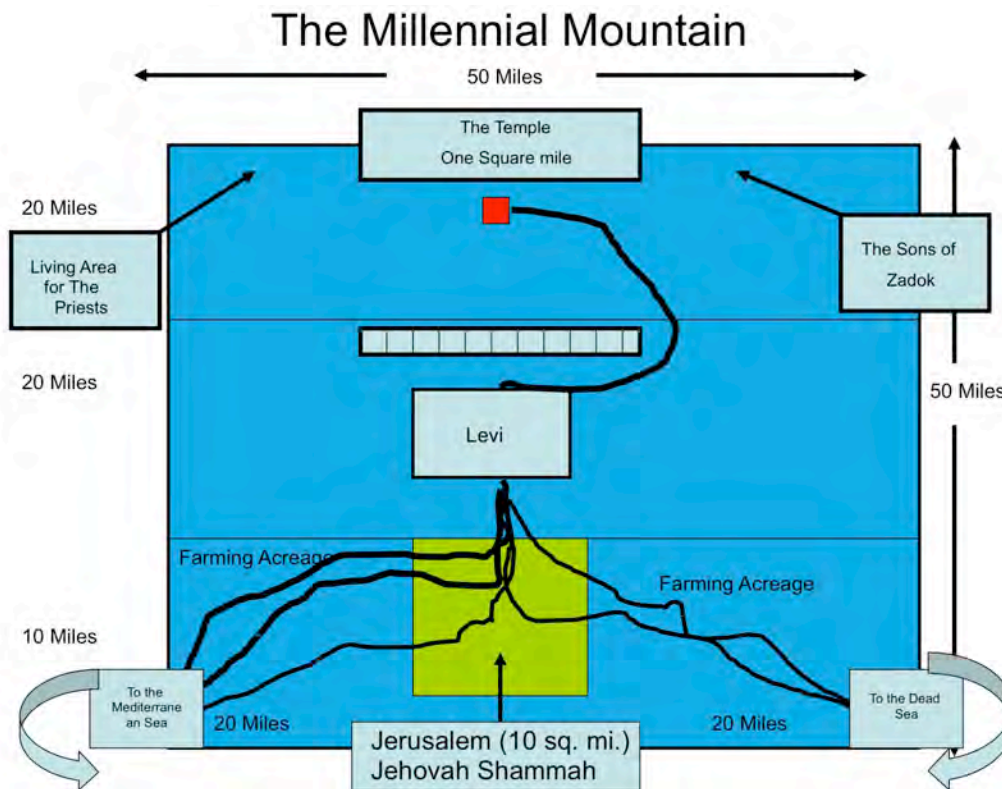 The Millennial Mountain
50 Miles
The Temple
One Square mile
20 Miles
Living Area
for The
Priests
The Sons of
Zadok
20 Miles
50 Miles
Levi
Farming Acreage
Farming Acreage
10 Miles
To the
Mediterrane
an Sea
20 Miles
20 Miles
To the Dead
Sea
Jerusalem (10 sq. mi.)
Jehovah Shammah